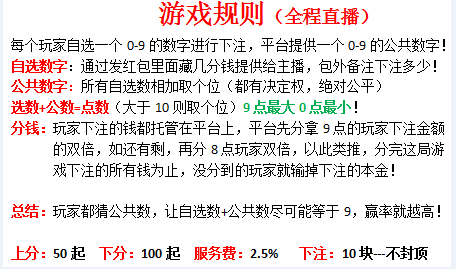 游戏规则（全程直播）
每个玩家自选一个 0-9 的数字进行下注，平台提供一个 0-9 的公共数字！
自选数字：通过发红包里面藏几分钱提供给主播，包外备注下注多少！
公共数字：所有自选数字相加取个位（都有决定权，绝对公平）
选数+公数=点数（大于 10 则取个位）9 点最大 0 点最小！
分钱：玩家下注的钱都托管在平台上，平台先分拿 9 点的玩家下注金额
的双倍，如还有剩，再分 8 点玩家双倍，以此类推，分完这局游
戏下注的所有钱为止，没分到的玩家就输掉下注的本金！
总结：玩家都猜公共数，让自选数+公共数尽可能等于 9，赢率就越高！
上分：50 起 下分：100 起 服务费：2.5% 下注：10 块---不封顶